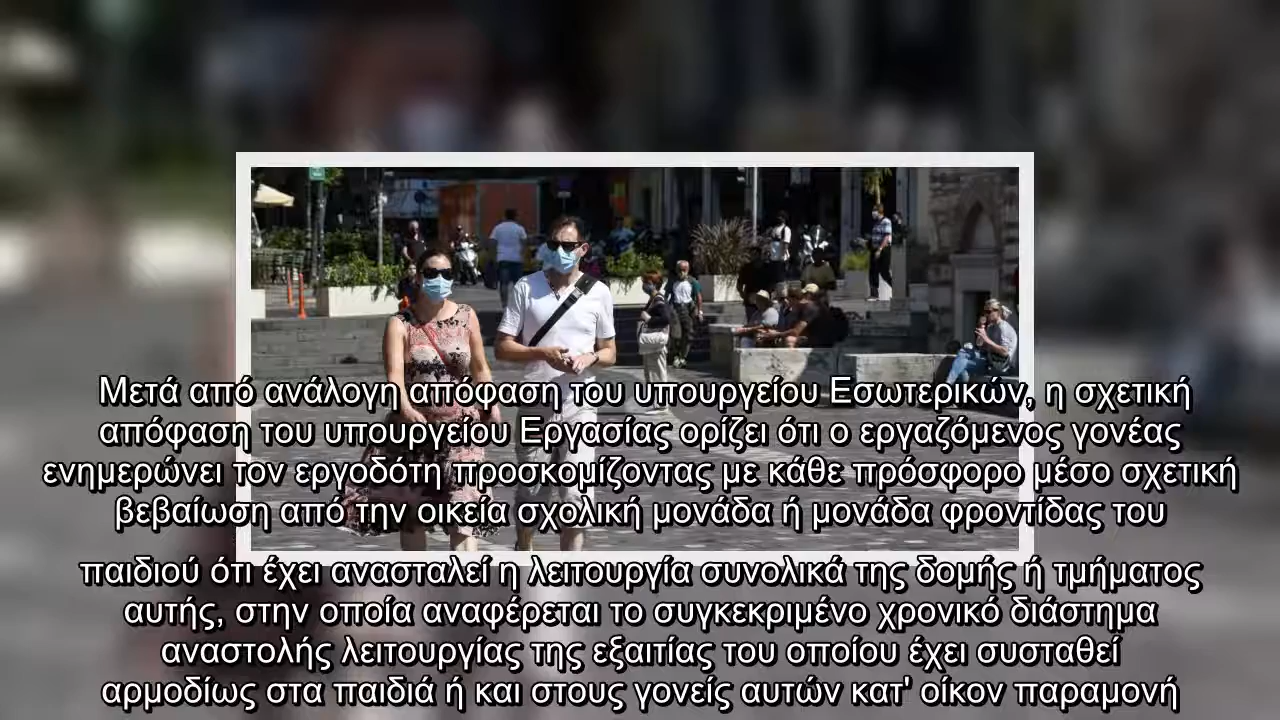 Μετά από ανάλογη απόφαση του υπουργείου Εσωτερικών, η σχετική
απόφαση του υπουργείου Εργασίας ορίζει ότι ο εργαζόμενος γονέας
ενημερώνει τον εργοδότη προσκομίζοντας με κάθε πρόσφορο μέσο σχετική
βεβαίωση από την οικεία σχολική μονάδα ή μονάδα φροντίδας του
παιδιού ότι έχει ανασταλεί η λειτουργία συνολικά της δομής ή τμήματος
αυτής, στην οποία αναφέρεται το συγκεκριμένο χρονικό διάστημα
αναστολής λειτουργίας της εξαιτίας του οποίου έχει συσταθεί
αρμοδίως στα παιδιά ή και στους γονείς αυτών κατ' οίκον παραμονή